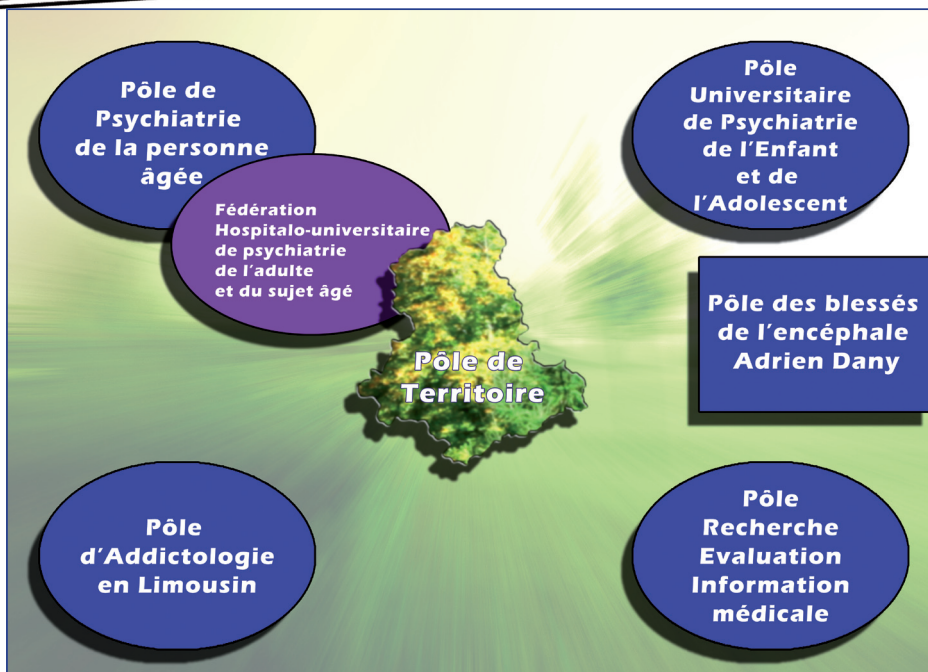 Pôle de
Psychiatrie
de la personne
âgée
Fédération
Hospitalo-universitaire
de psychiatrie
de l'adulte
et du sujet âgé
Pôle
Universitaire
de Psychiatrie
de l'Enfant
et de
l'Adolescent
Pôle de
Territoire
Pôle des blessés
de l'encéphale
Adrien Dany
Pôle
d'Addictologie
en Limousin
Pôle
Recherche
Evaluation
Information
médicale